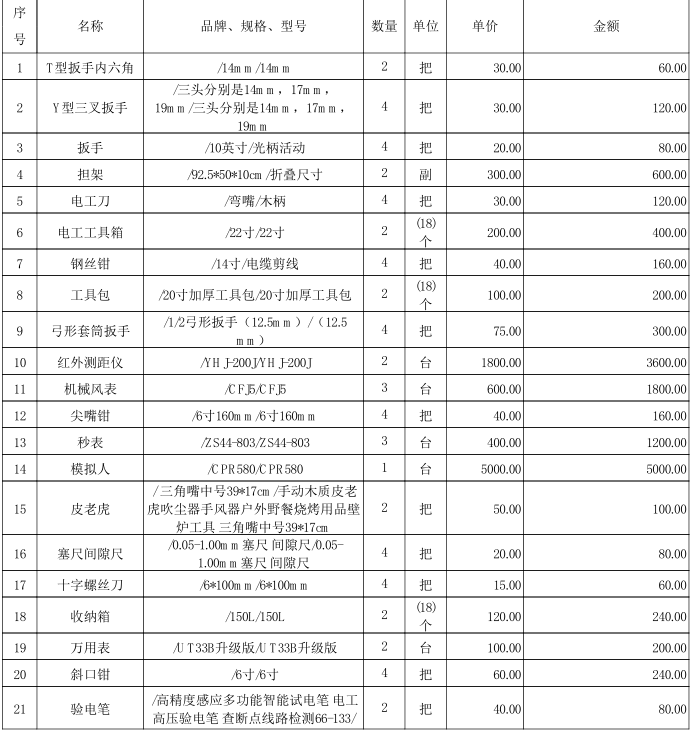 序号 名称 品牌、规格、型号 数量 单位 单价 金额
1 T型扳手内六角 /14mm/14mm 2 把 30.00 60.00
2 Y型三叉扳手 /三头分别是14mm，17mm，
19mm/三头分别是14mm，17mm，
19mm 4 把 30.00 120.00
3 扳手 /10英寸/光柄活动 4 把 20.00 80.00
4 担架 /92.5*50*10cm/折叠尺寸 2 副 300.00 600.00
5 电工刀 /弯嘴/木柄 4 把 30.00 120.00
6 电工工具箱 /22寸/22寸 2 (18)个 200.00 400.00
7 钢丝钳 /14寸/电缆剪线 4 把 40.00 160.00
8 工具包 /20寸加厚工具包/20寸加厚工具包 2 (18)个 100.00 200.00
9 弓形套筒扳手 /1/2弓形扳手（12.5mm）/（12.5
mm） 4 把 75.00 300.00
10 红外测距仪 /YHJ-200J/YHJ-200J 2 台 1800.00 3600.00
11 机械风表 /CFJ5/CFJ5 3 台 600.00 1800.00
12 尖嘴钳 /6寸160mm/6寸160mm 4 把 40.00 160.00
13 秒表 /ZS44-803/ZS44-803 3 台 400.00 1200.00
14 模拟人 /CPR580/CPR580 1 台 5000.00 5000.00
15 皮老虎 /三角嘴中号39*17cm/手动木质皮老
虎吹尘器手风器户外野餐烧烤用品壁
炉工具 三角嘴中号39*17cm 2 把 50.00 100.00
16 塞尺间隙尺 /0.05-1.00mm塞尺 间隙尺/0.05-
1.00mm塞尺 间隙尺 4 把 20.00 80.00
17 十字螺丝刀 /6*100mm/6*100mm 4 把 15.00 60.00
18 收纳箱 /150L/150L 2 (18)个 120.00 240.00
19 万用表 /UT33B升级版/UT33B升级版 2 台 100.00 200.00
20 斜口钳 /6寸/6寸 4 把 60.00 240.00
21 验电笔 /高精度感应多功能智能试电笔 电工
高压验电笔 查断点线路检测66-133/ 2 把 40.00 80.00